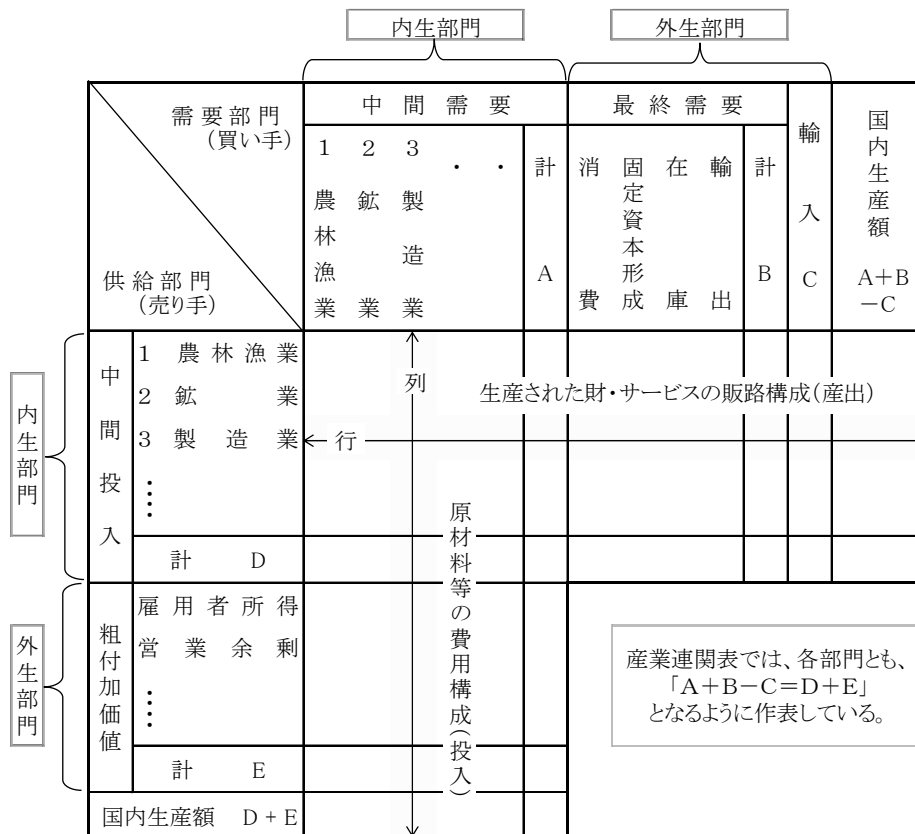 内生部門
外生部門
需要部門
(買い手)
供給部門
(売り手)
中間需要
1 農林漁業
2 鉱業
3 製造業
・
・
計 A
最終需要
消費
固定資本形成
在庫
輸出
計 B
輸入 C
国内生産額 A+B
-C
内生部門
中間投入
1 農林漁業
2 鉱業
3 製造業
⋮
計 D
列
生産された財・サービスの販路構成(産出)
行
原材料等の費用構成(投入)
外生部門
粗付加価値
雇用者所得
営業余剰
⋮
計 E
国内生産額 D+E
産業連関表では、各部門とも、
「A+B-C=D+E」
となるように作表している。